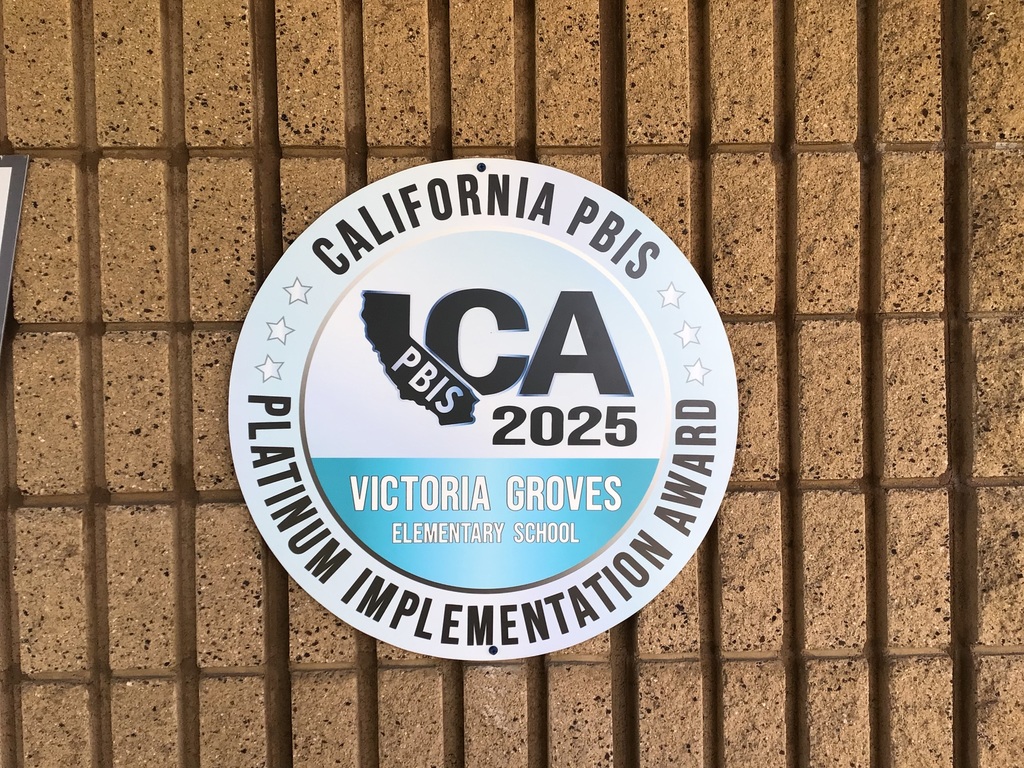 CALIFORNIA PBIS
CA
PBIS
2025
VICTORIA GROVES
ELEMENTARY SCHOOL
PLATINUM IMPLEMENTATION AWARD